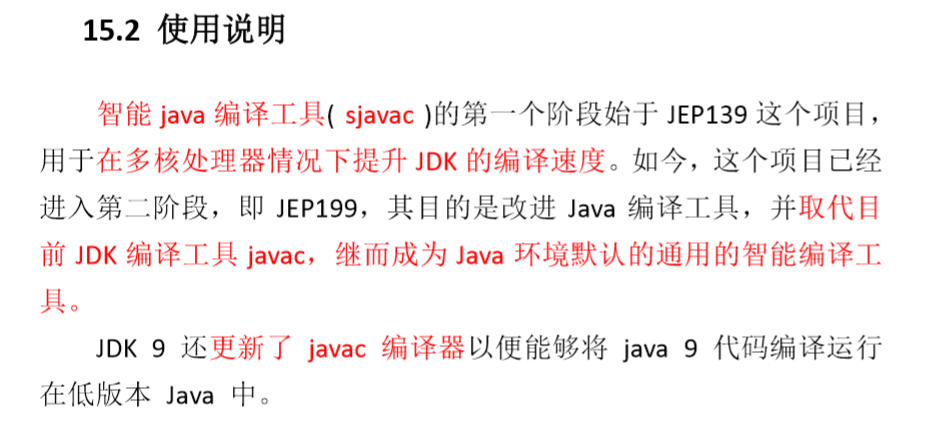 15.2 使用说明
智能 java 编译工具( sjavac )的第一个阶段始于 JEP139 这个项目，
用于在多核处理器情况下提升 JDK 的编译速度。如今，这个项目已经
进入第二阶段，即 JEP199，其目的是改进 Java 编译工具，并取代目
前 JDK 编译工具 javac，继而成为 Java 环境默认的通用的智能编译工
具。
JDK 9 还更新了 javac 编译器以便能够将 java 9 代码编译运行
在低版本 Java 中。